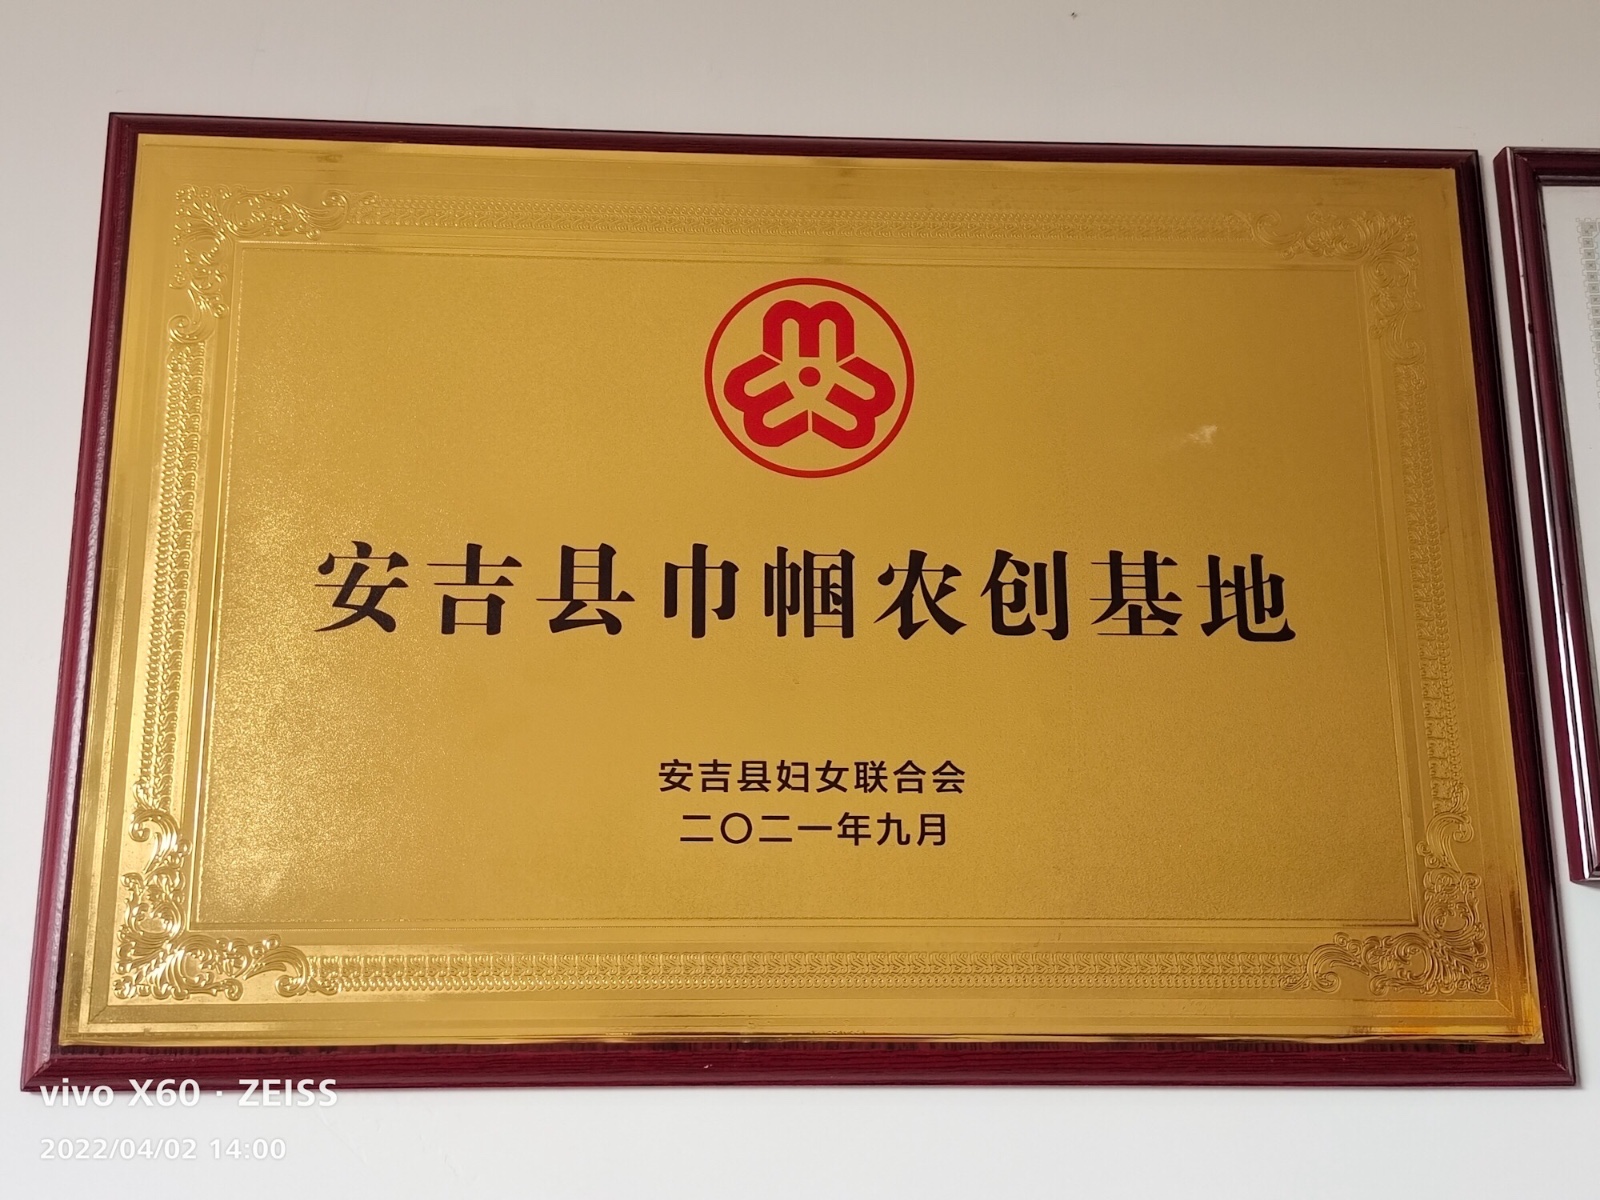 安吉县巾帼农创基地
安吉县妇女联合会
二〇二一年九月
vivo X60 · ZEISS
2022/04/02 14:00